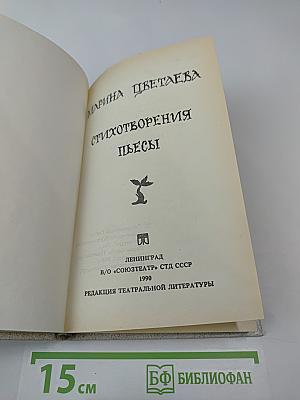 МАРИНА ЦВЕТАЕВА
СТИХОТВОРЕНИЯ
ПЬЕСЫ
ЛЕНИНГРАД
В/О «СОЮЗТЕАТР» СТД СССР
1990
РЕДАКЦИЯ ТЕАТРАЛЬНОЙ ЛИТЕРАТУРЫ
15 см
БФ БИБЛИОФАН